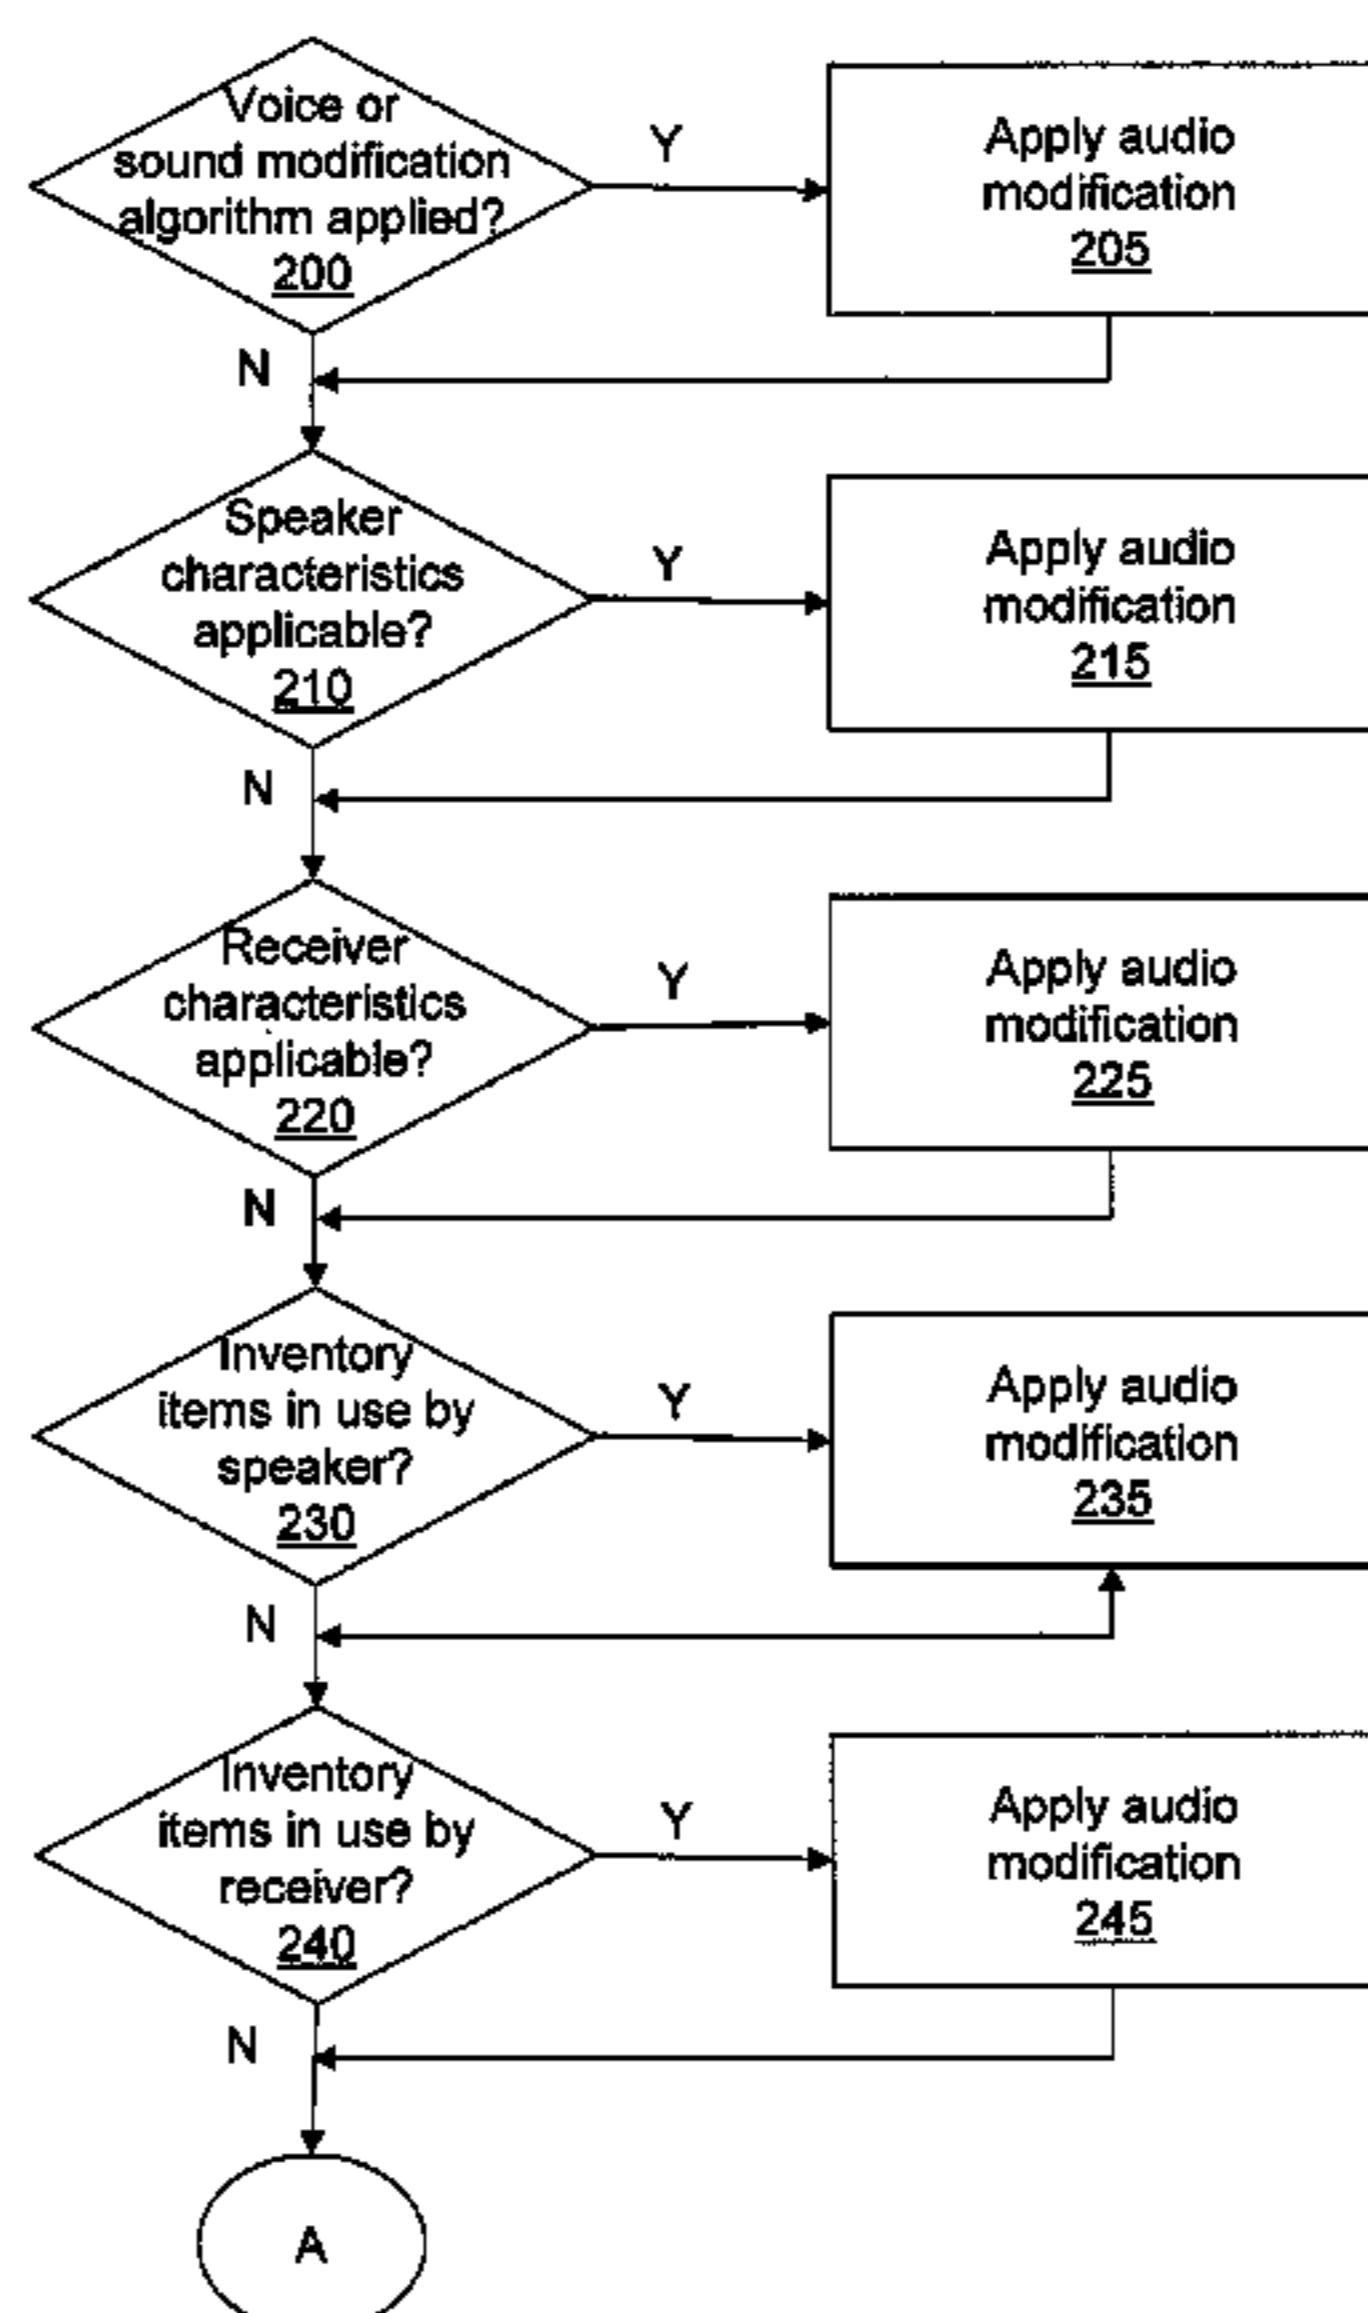 Voice or
sound modification
algorithm applied?
200
Y
Apply audio
modification
205
N
Speaker
characteristics
applicable?
210
Y
Apply audio
modification
215
N
Receiver
characteristics
applicable?
220
Y
Apply audio
modification
225
N
Inventory
items in use by
speaker?
230
Y
Apply audio
modification
235
N
Inventory
items in use by
receiver?
240
Y
Apply audio
modification
245
N
A